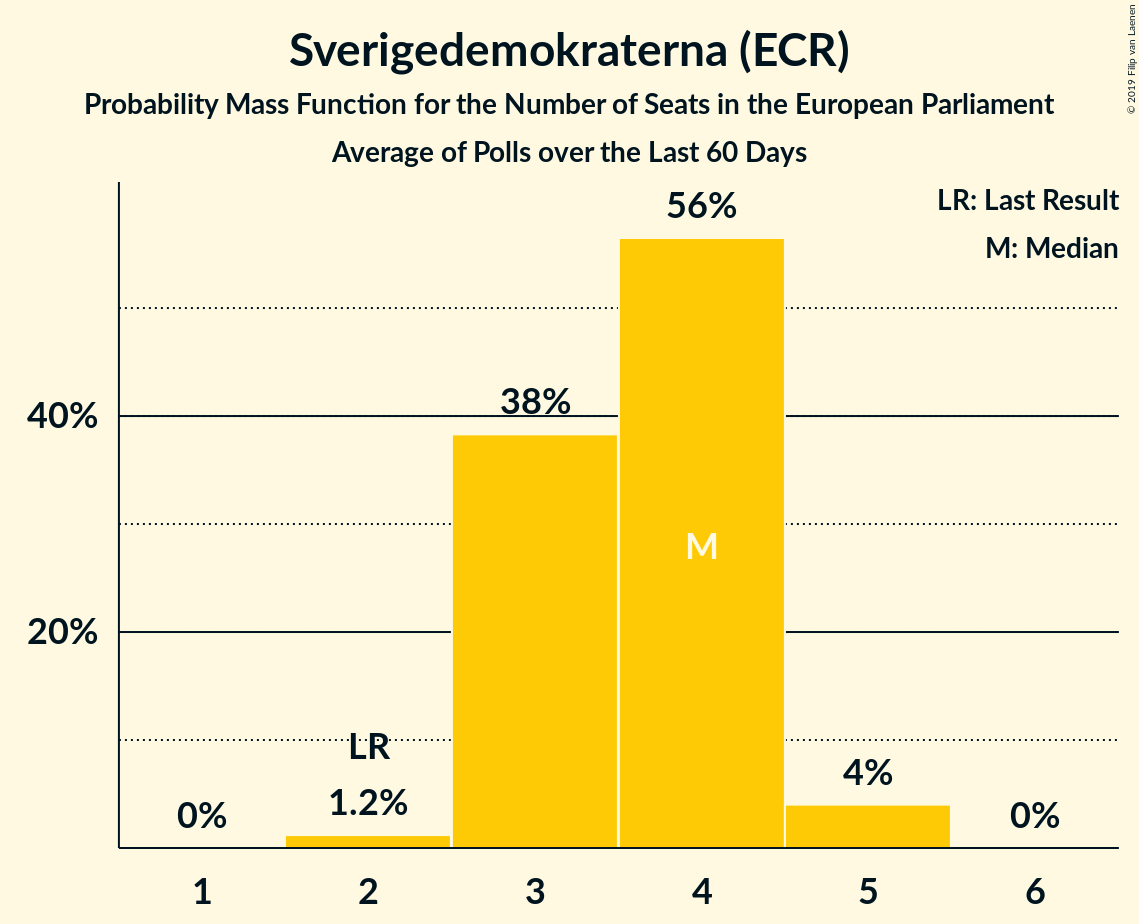 Sverigedemokraterna (ECR)
Probability Mass Function for the Number of Seats in the European Parliament
Average of Polls over the Last 60 Days
© 2019 Filip van Laenen
LR: Last Result
M: Median
56%
40%
38%
M
20%
LR
0%
1.2%
4%
0%
1
2
3
4
5
6